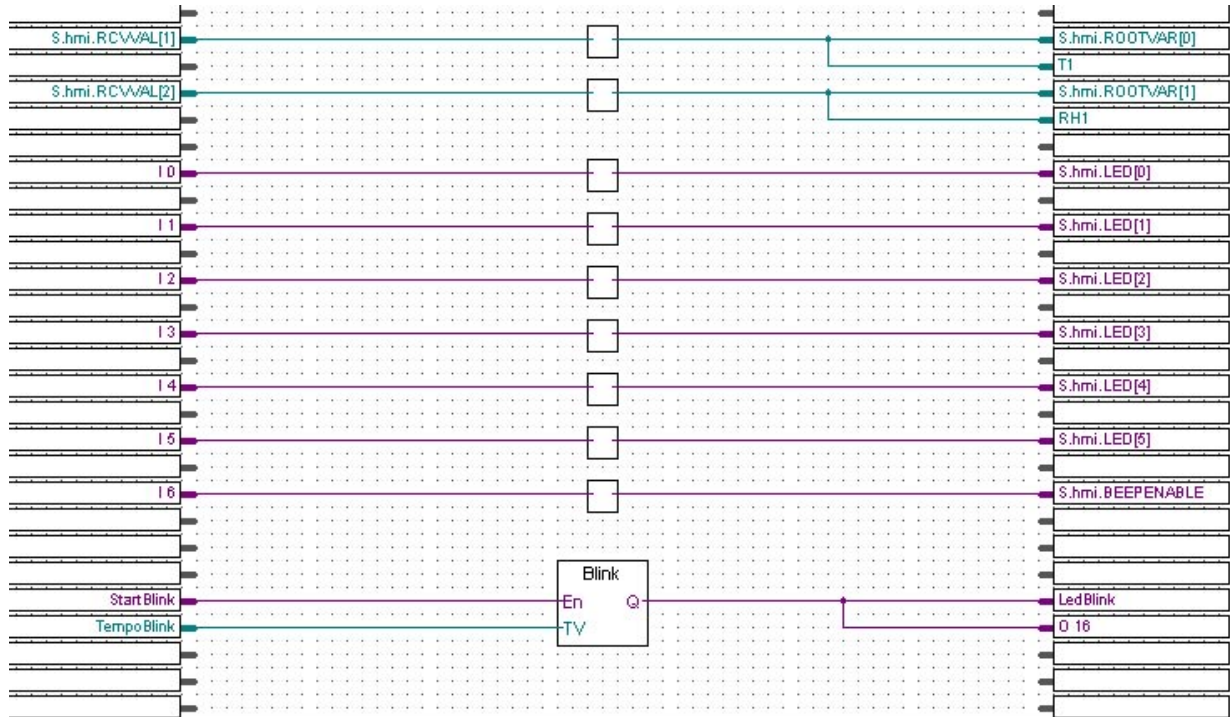 S.hmi.RCVVAL[1]
S.hmi.ROOTVAR[0]
T1
S.hmi.RCVVAL[2]
S.hmi.ROOTVAR[1]
RH1
I 0
S.hmi.LED[0]
I 1
S.hmi.LED[1]
I 2
S.hmi.LED[2]
I 3
S.hmi.LED[3]
I 4
S.hmi.LED[4]
I 5
S.hmi.LED[5]
I 6
S.hmi.BEEPENABLE
Blink
StartBlink
En
Q
LedBlink
TempoBlink
TV
O 16